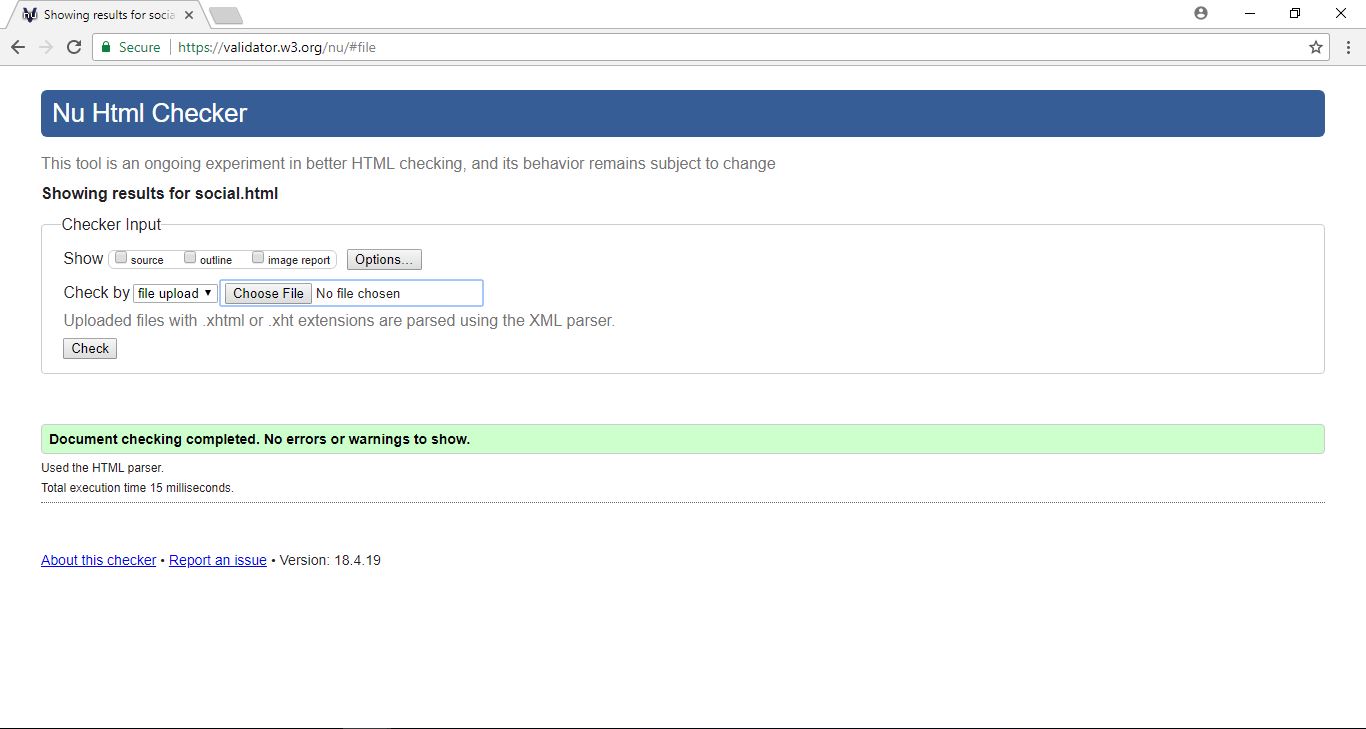 Showing results for socia
Secure https://validator.w3.org/nu/#file
Nu Html Checker
This tool is an ongoing experiment in better HTML checking, and its behavior remains subject to change
Showing results for social.html
Checker Input
Show source outline image report Options...
Check by file upload Choose File No file chosen
Uploaded files with .xhtml or .xht extensions are parsed using the XML parser.
Check
Document checking completed. No errors or warnings to show.
Used the HTML parser.
Total execution time 15 milliseconds.
About this checker • Report an issue • Version: 18.4.19